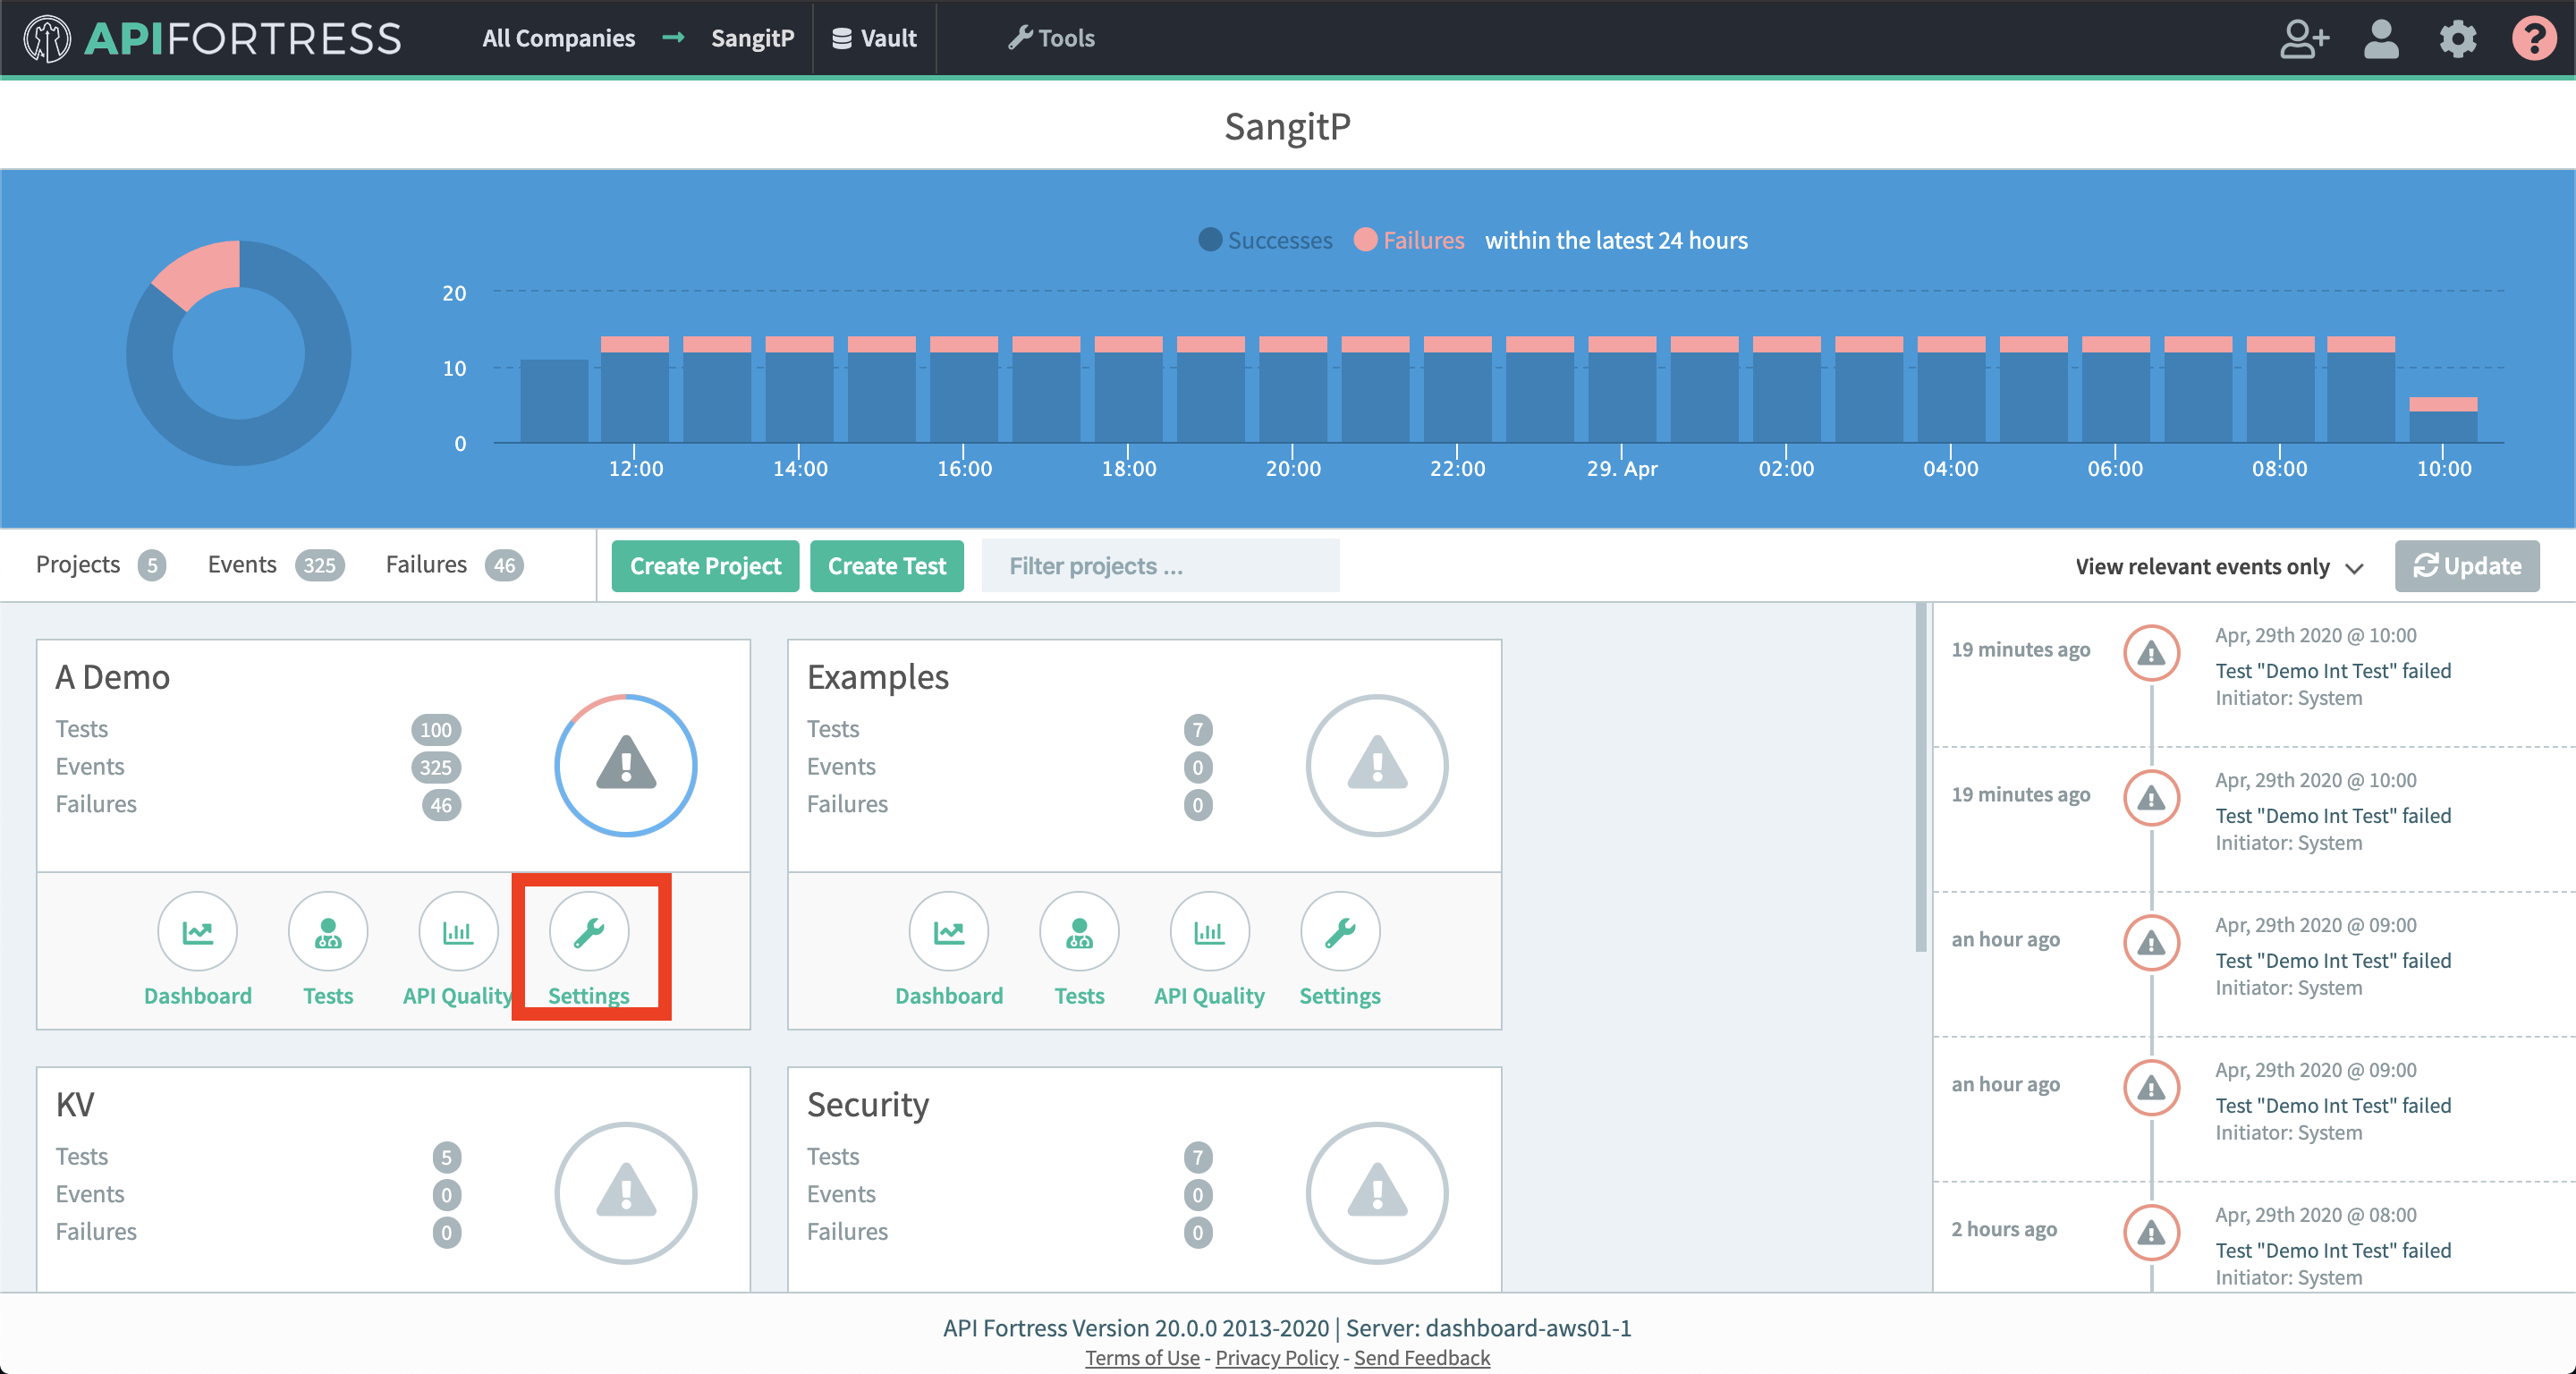 APIFORTRESS
All Companies → SangitP
Vault
Tools
?
SangitP
Successes Failures within the latest 24 hours
20
10
0
12:00 14:00 16:00 18:00 20:00 22:00 29. Apr 02:00 04:00 06:00 08:00 10:00
Projects 5 Events 325 Failures 46
Create Project
Create Test
Filter projects ...
View relevant events only
Update
A Demo
Tests 100
Events 325
Failures 46
Dashboard Tests API Quality Settings
Examples
Tests 7
Events 0
Failures 0
Dashboard Tests API Quality Settings
KV
Tests 5
Events 0
Failures 0
Security
Tests 7
Events 0
Failures 0
19 minutes ago
Apr, 29th 2020 @ 10:00
Test "Demo Int Test" failed
Initiator: System
19 minutes ago
Apr, 29th 2020 @ 10:00
Test "Demo Int Test" failed
Initiator: System
an hour ago
Apr, 29th 2020 @ 09:00
Test "Demo Int Test" failed
Initiator: System
an hour ago
Apr, 29th 2020 @ 09:00
Test "Demo Int Test" failed
Initiator: System
2 hours ago
Apr, 29th 2020 @ 08:00
Test "Demo Int Test" failed
Initiator: System
API Fortress Version 20.0.0 2013-2020 | Server: dashboard-aws01-1
Terms of Use - Privacy Policy - Send Feedback